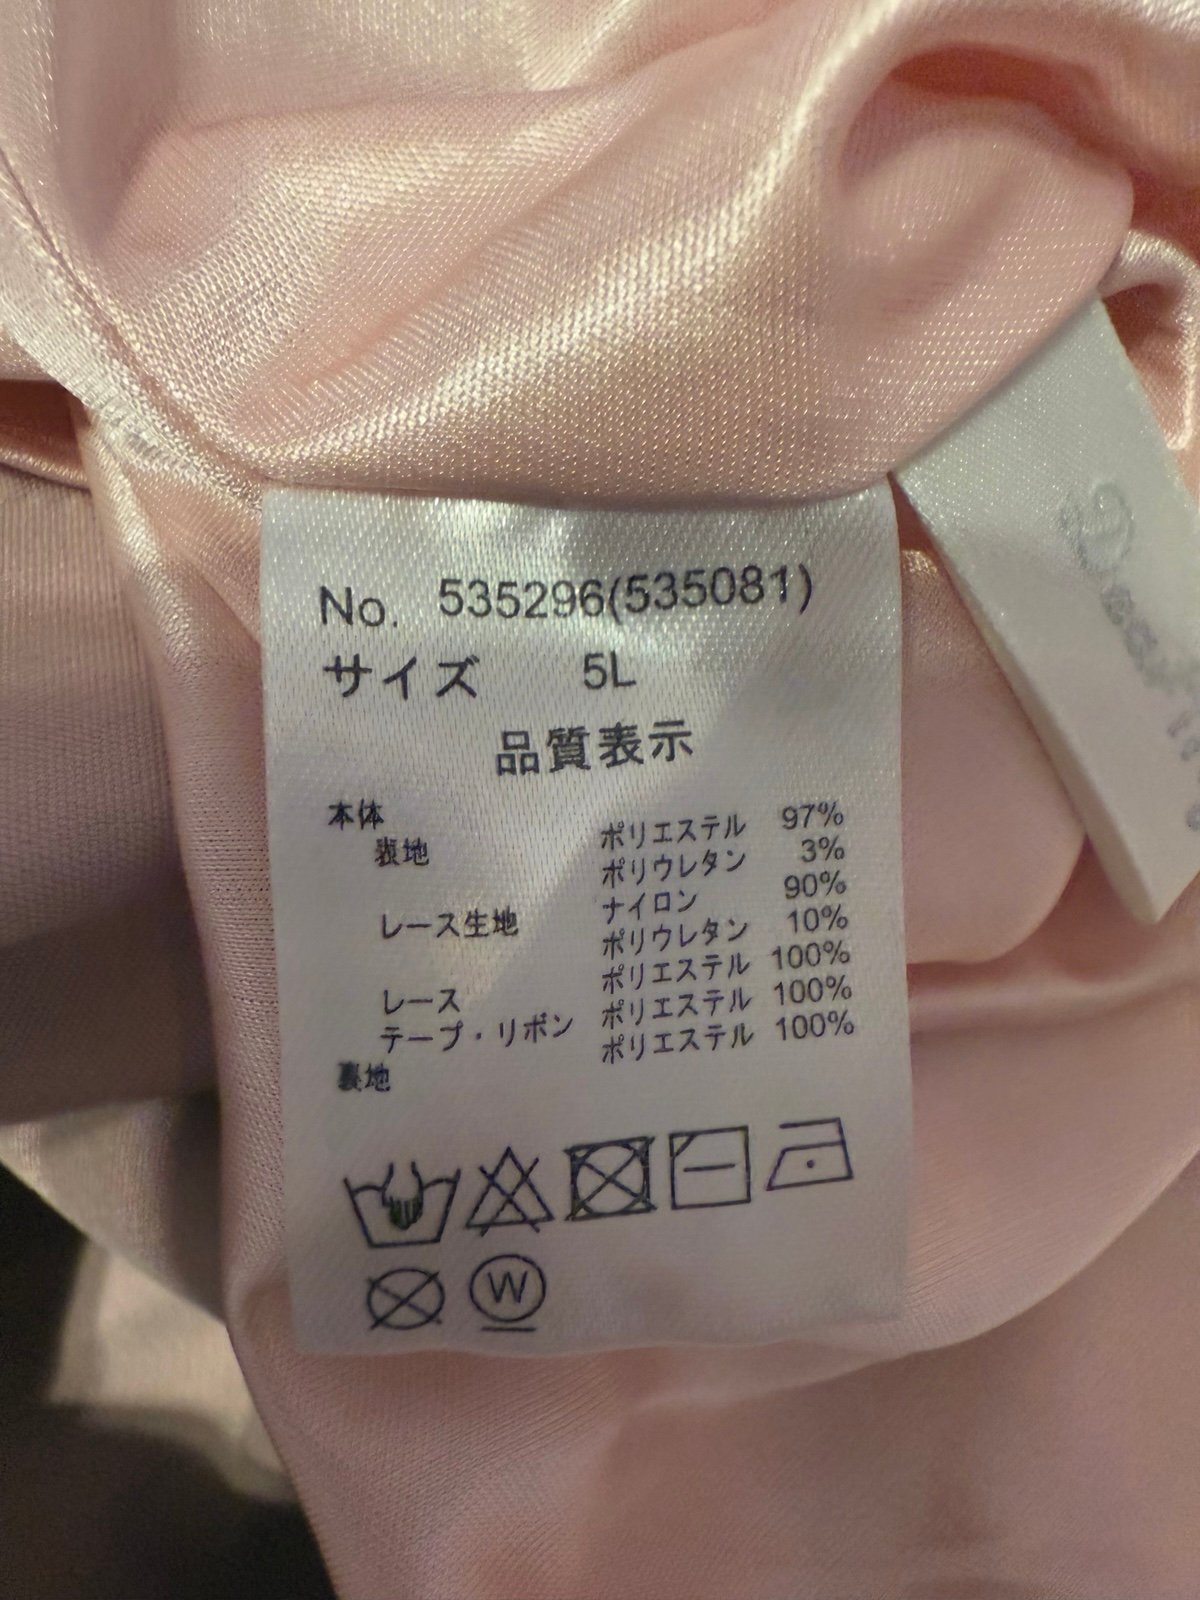 No. 535296(535081)
サイズ 5L
品質表示
本体
表地 ポリエステル 97%
ポリウレタン 3%
レース生地 ナイロン 90%
ポリウレタン 10%
レース ポリエステル 100%
テープ・リボン ポリエステル 100%
裏地 ポリエステル 100%
W